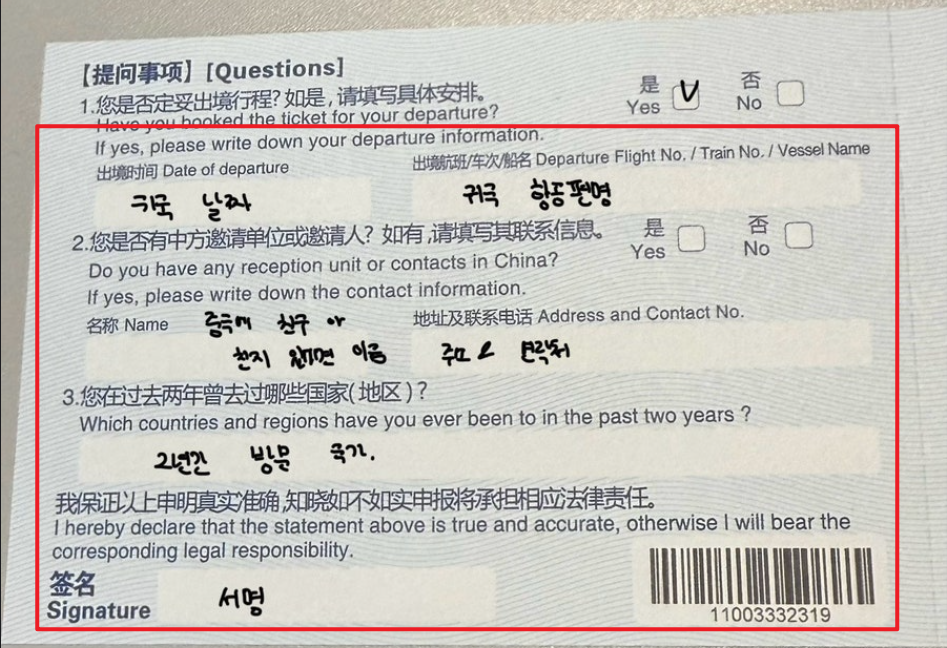 【提问事项】[Questions]
1.您是否定妥出境行程?如是,请填写具体安排。 是 否
Have you booked the ticket for your departure? Yes V No
If yes, please write down your departure information.
出境时间 Date of departure 出境航班/车次/船名 Departure Flight No. / Train No. / Vessel Name
귀국 날짜 귀국 항공편명
2.您是否有中方邀请单位或邀请人? 如有,请填写其联系信息。 是 否
Do you have any reception unit or contacts in China? Yes No
If yes, please write down the contact information.
名称 Name 중국에 친구 地址及联系电话 Address and Contact No.
친지 이름 주소 연락처
3.您在过去两年曾去过哪些国家(地区)?
Which countries and regions have you ever been to in the past two years ?
2년간 방문 국가.
我保证以上申明真实准确,知晓如不如实申报将承担相应法律责任。
I hereby declare that the statement above is true and accurate, otherwise I will bear the
corresponding legal responsibility.
签名
Signature 서명
11003332319